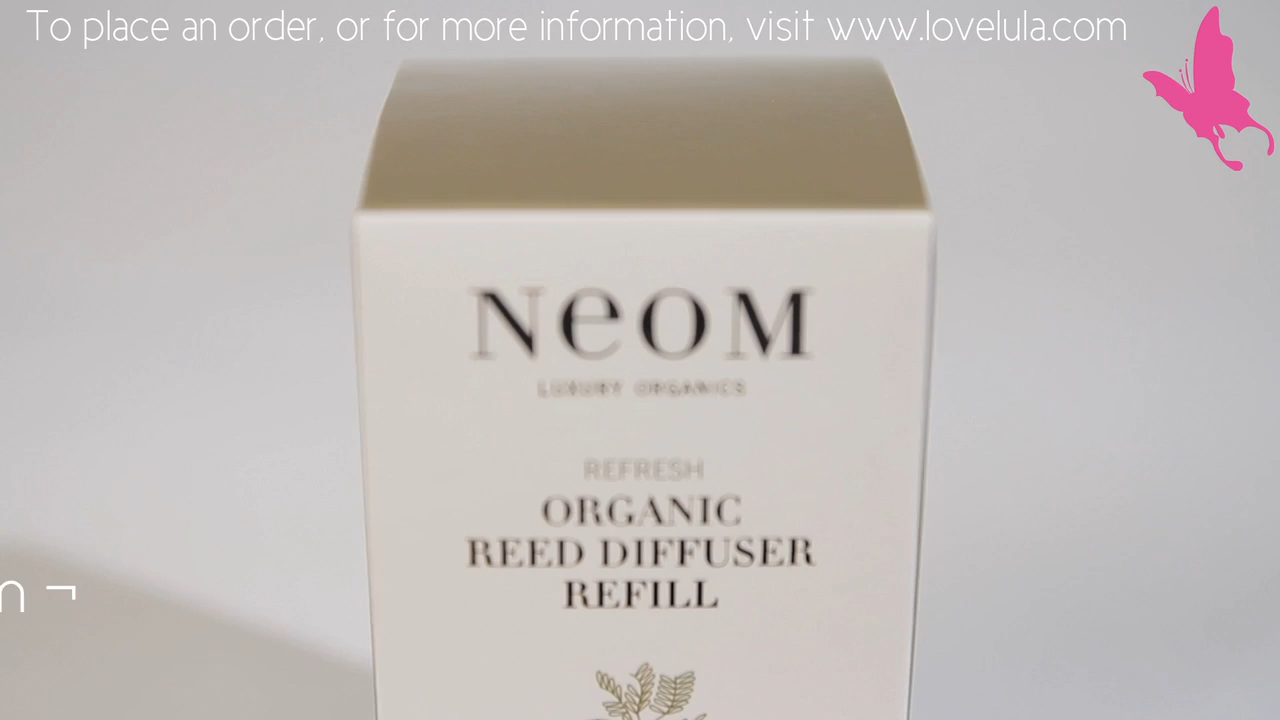 To place an order, or for more information, visit www.lovelula.com
NeOM
LUXURY ORGANICS
REFRESH
ORGANIC
REED DIFFUSER
REFILL
m ¬